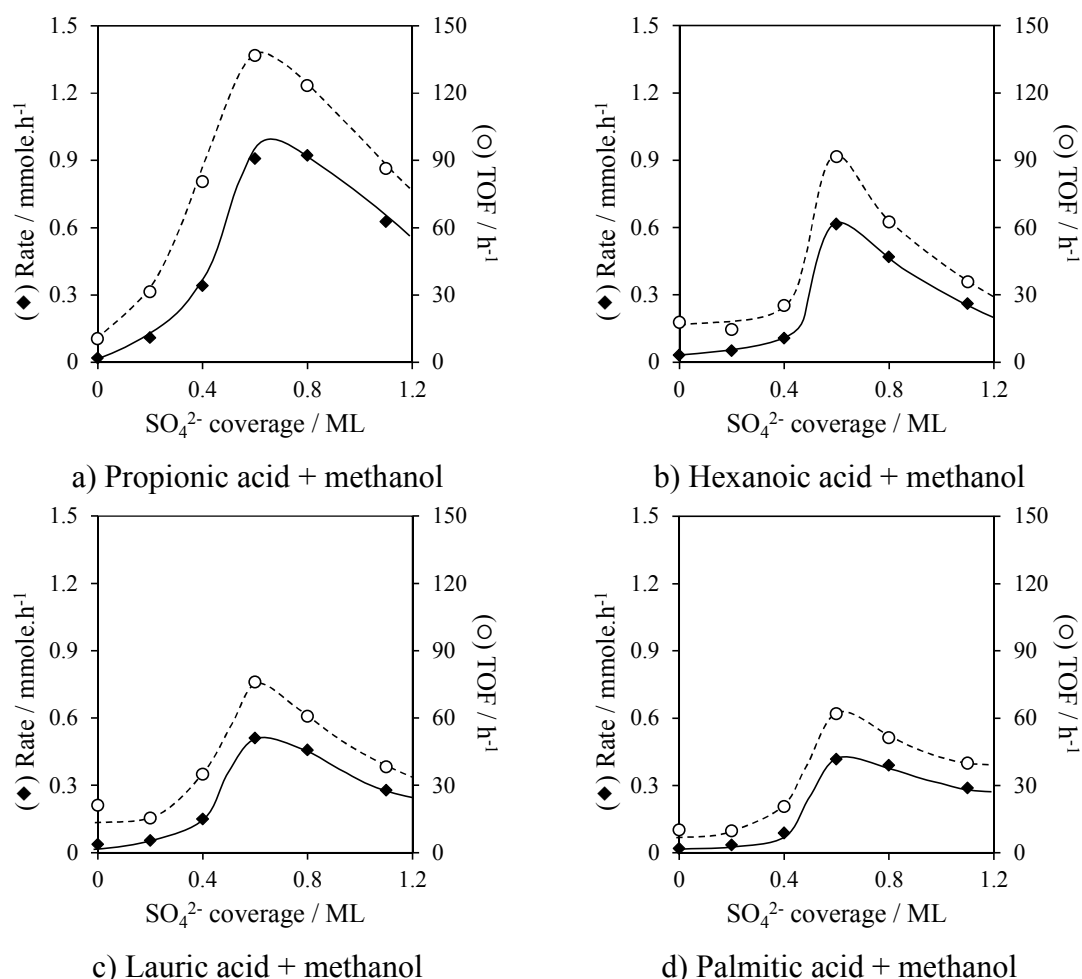 1.5
1.2
0.9
0.6
0.3
0
150
120
90
60
30
0
(◆) Rate / mmole.h⁻¹
(○) TOF / h⁻¹
0 0.4 0.8 1.2
SO₄²⁻ coverage / ML
a) Propionic acid + methanol
1.5
1.2
0.9
0.6
0.3
0
150
120
90
60
30
0
(◆) Rate / mmole.h⁻¹
(○) TOF / h⁻¹
0 0.4 0.8 1.2
SO₄²⁻ coverage / ML
b) Hexanoic acid + methanol
1.5
1.2
0.9
0.6
0.3
0
150
120
90
60
30
0
(◆) Rate / mmole.h⁻¹
(○) TOF / h⁻¹
0 0.4 0.8 1.2
SO₄²⁻ coverage / ML
c) Lauric acid + methanol
1.5
1.2
0.9
0.6
0.3
0
150
120
90
60
30
0
(◆) Rate / mmole.h⁻¹
(○) TOF / h⁻¹
0 0.4 0.8 1.2
SO₄²⁻ coverage / ML
d) Palmitic acid + methanol